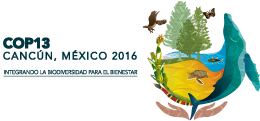 COP13
CANCÚN, MÉXICO 2016
INTEGRANDO LA BIODIVERSIDAD PARA EL BIENESTAR